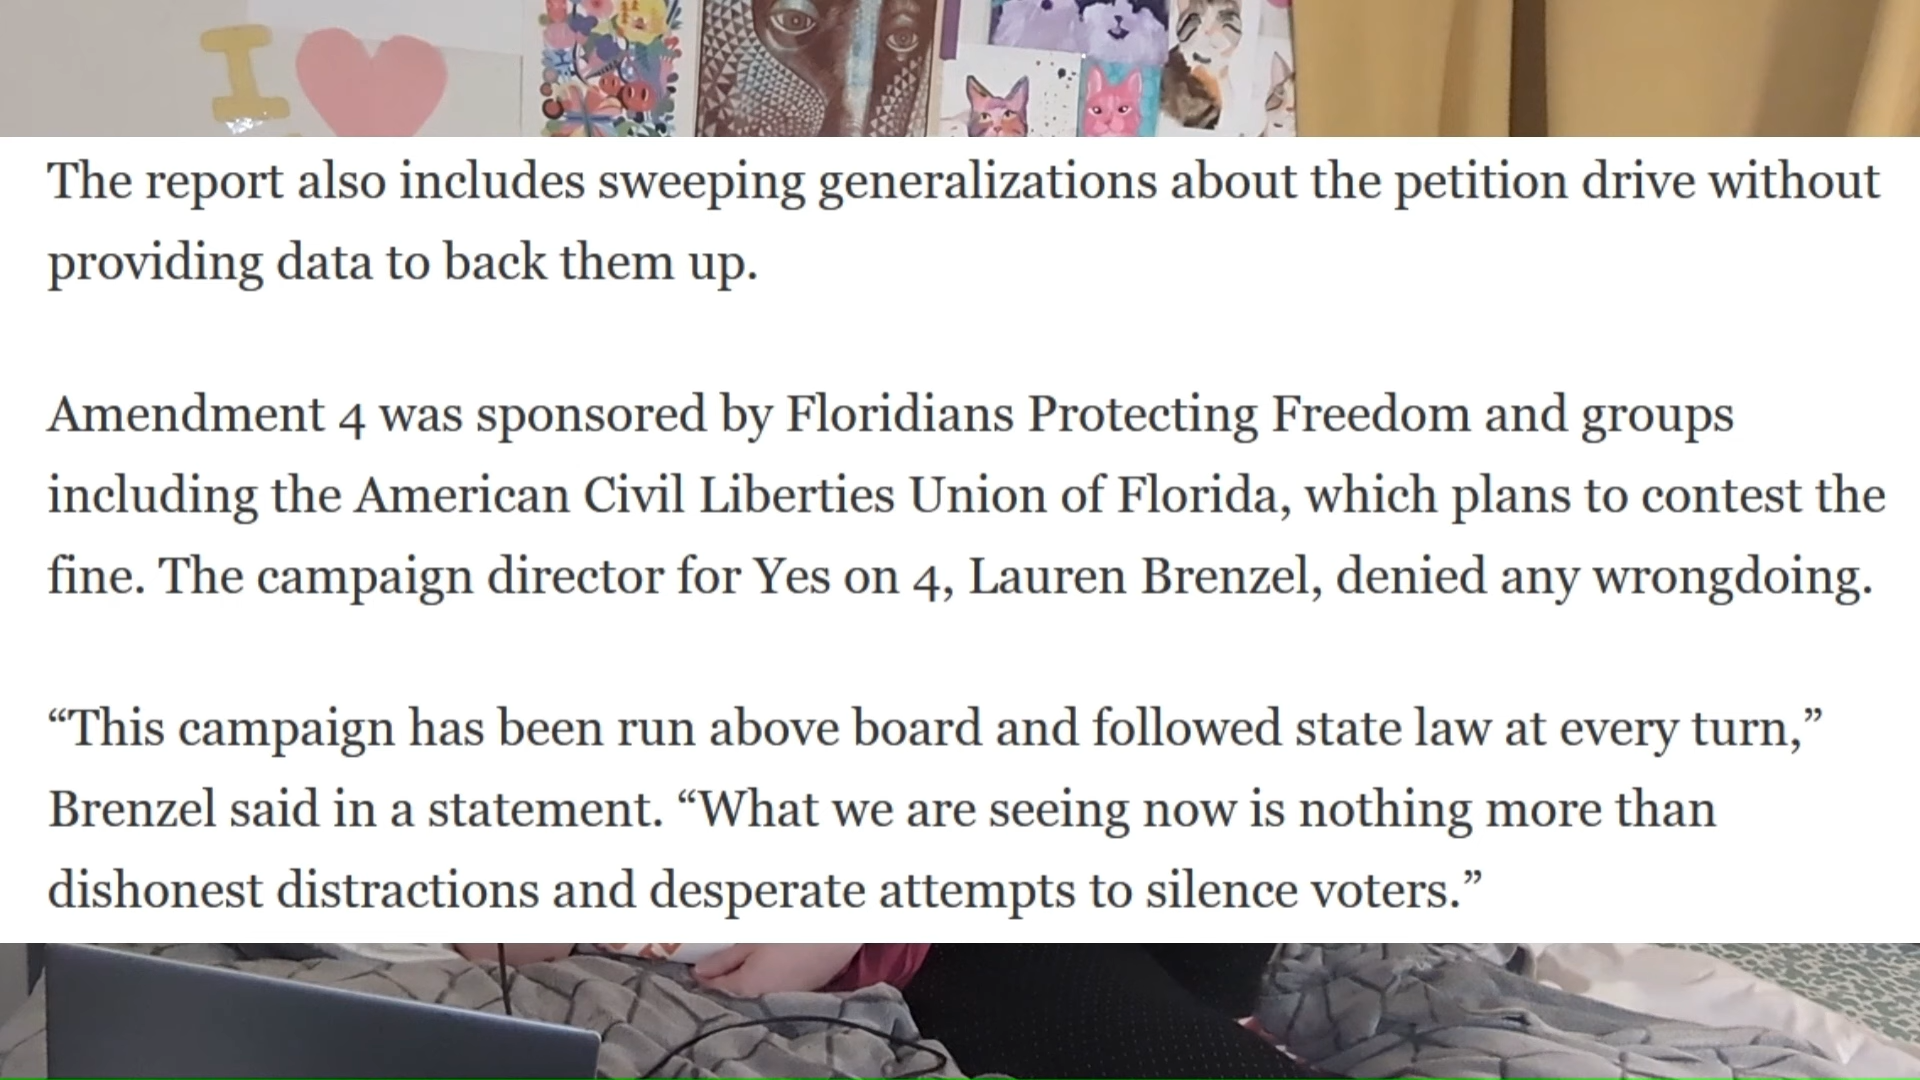 I
The report also includes sweeping generalizations about the petition drive without
providing data to back them up.
Amendment 4 was sponsored by Floridians Protecting Freedom and groups
including the American Civil Liberties Union of Florida, which plans to contest the
fine. The campaign director for Yes on 4, Lauren Brenzel, denied any wrongdoing.
“This campaign has been run above board and followed state law at every turn,”
Brenzel said in a statement. “What we are seeing now is nothing more than
dishonest distractions and desperate attempts to silence voters.”